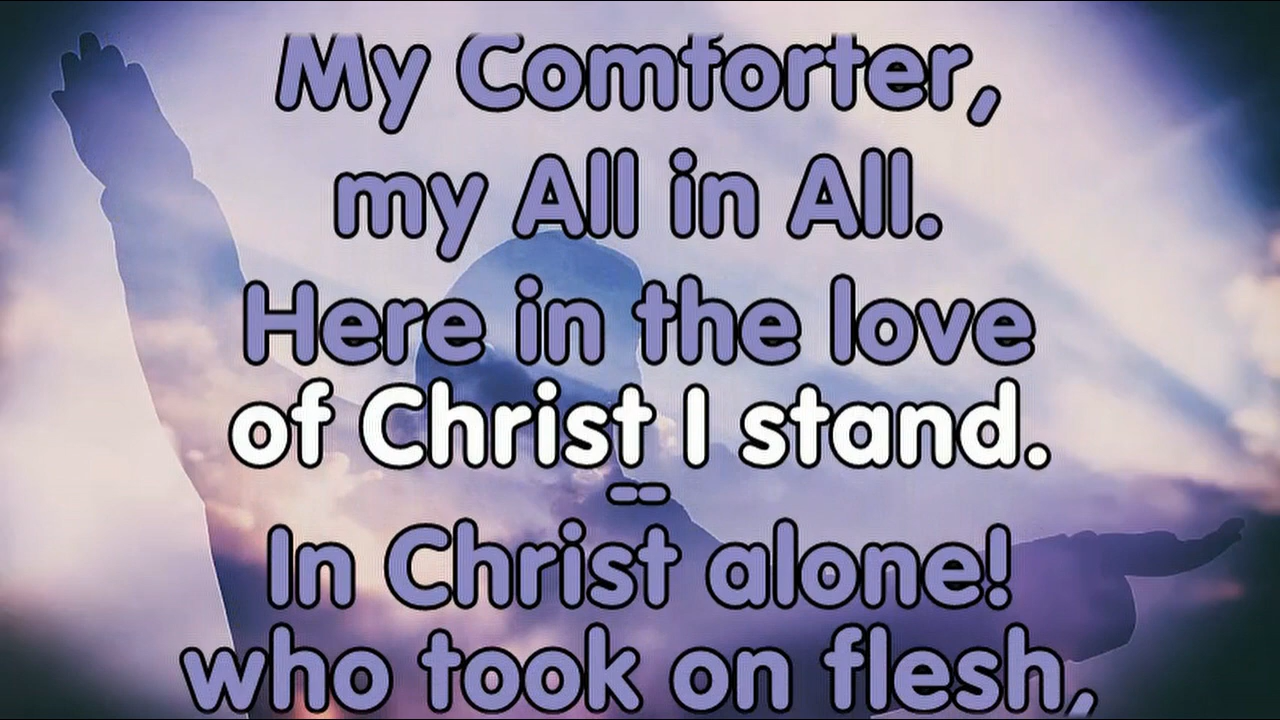 My Comforter,
my All in All.
Here in the love
of Christ I stand.
--
In Christ alone!
who took on flesh,